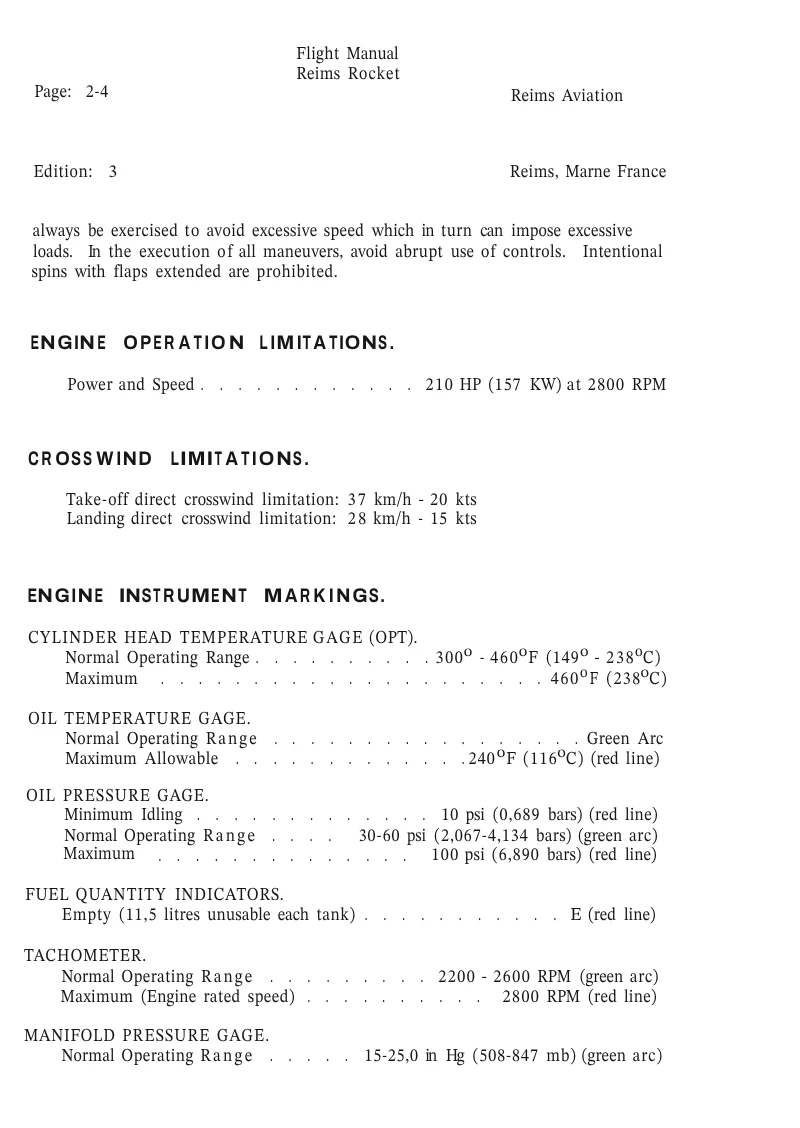 Flight Manual
Reims Rocket
Page: 2-4
Reims Aviation
Edition: 3
Reims, Marne France
always be exercised to avoid excessive speed which in turn can impose excessive
loads. In the execution of all maneuvers, avoid abrupt use of controls. Intentional
spins with flaps extended are prohibited.
ENGINE OPERATION LIMITATIONS.
Power and Speed . . . . . . . . . . . . 210 HP (157 KW) at 2800 RPM
CROSSWIND LIMITATIONS.
Take-off direct crosswind limitation: 37 km/h - 20 kts
Landing direct crosswind limitation: 28 km/h - 15 kts
ENGINE INSTRUMENT MARKINGS.
CYLINDER HEAD TEMPERATURE GAGE (OPT).
Normal Operating Range . . . . . . . . . . 300º - 460ºF (149º - 238ºC)
Maximum . . . . . . . . . . . . . . . . . . . . . 460ºF (238ºC)
OIL TEMPERATURE GAGE.
Normal Operating Range . . . . . . . . . . . . . . . . . Green Arc
Maximum Allowable . . . . . . . . . . . . . 240ºF (116ºC) (red line)
OIL PRESSURE GAGE.
Minimum Idling . . . . . . . . . . . . . 10 psi (0,689 bars) (red line)
Normal Operating Range . . . . 30-60 psi (2,067-4,134 bars) (green arc)
Maximum . . . . . . . . . . . . . . 100 psi (6,890 bars) (red line)
FUEL QUANTITY INDICATORS.
Empty (11,5 litres unusable each tank) . . . . . . . . . . . E (red line)
TACHOMETER.
Normal Operating Range . . . . . . . . . 2200 - 2600 RPM (green arc)
Maximum (Engine rated speed) . . . . . . . . . . 2800 RPM (red line)
MANIFOLD PRESSURE GAGE.
Normal Operating Range . . . . . 15-25,0 in Hg (508-847 mb) (green arc)